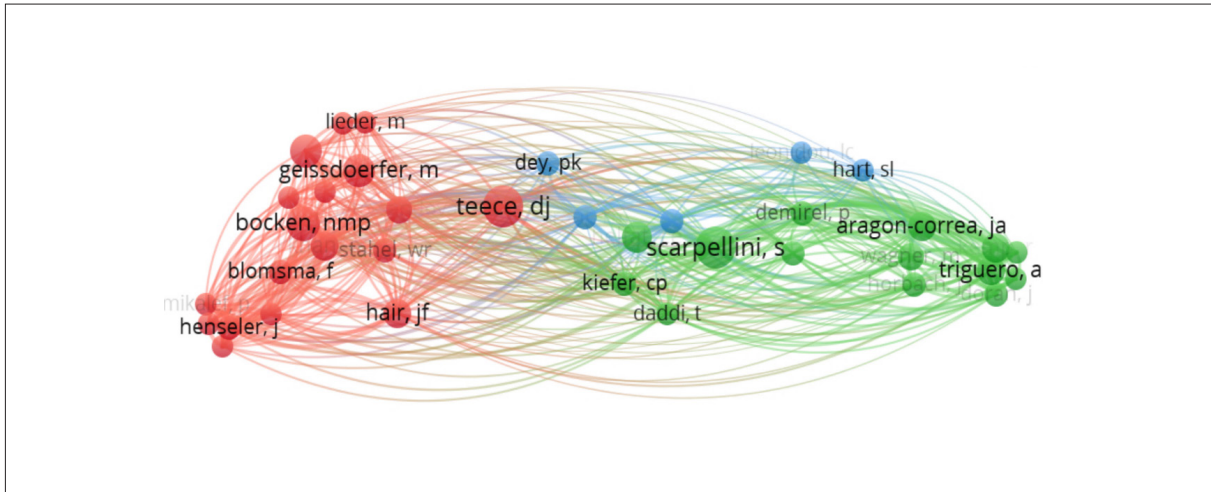 lieder, m
geissdoerfer, m
dey, pk
hart, sl
teece, dj
bocken, nmp
demirel, p
aragon-correa, ja
stahel, wr
scarpellini, s
blomsma, f
triguero, a
kiefer, cp
henseler, j
hair, jf
daddi, t